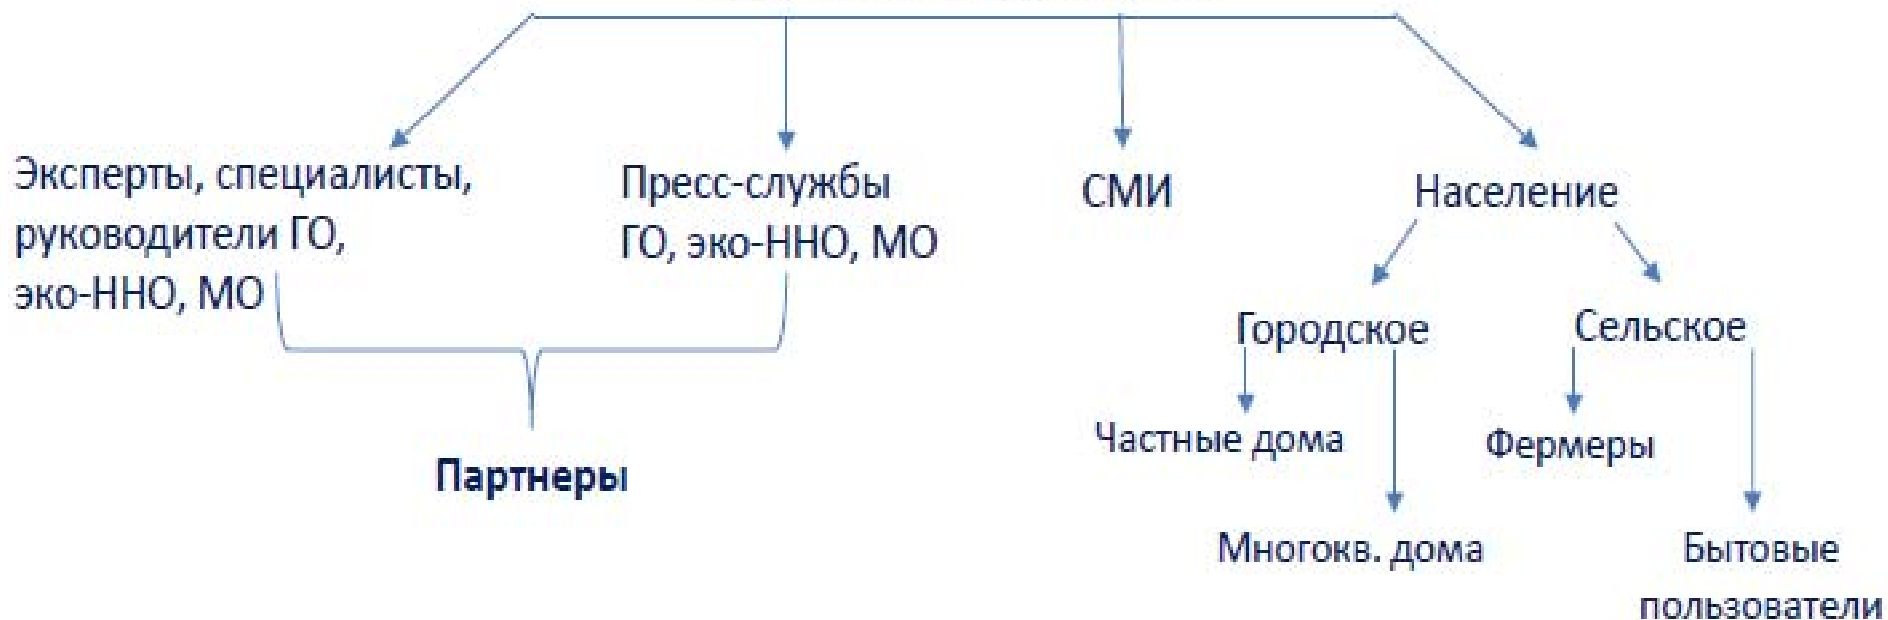 Эксперты, специалисты,
руководители ГО,
эко-ННО, МО
Пресс-службы
ГО, эко-ННО, МО
СМИ
Население
Партнеры
Городское
Сельское
Частные дома
Фермеры
Многокв. дома
Бытовые
пользователи